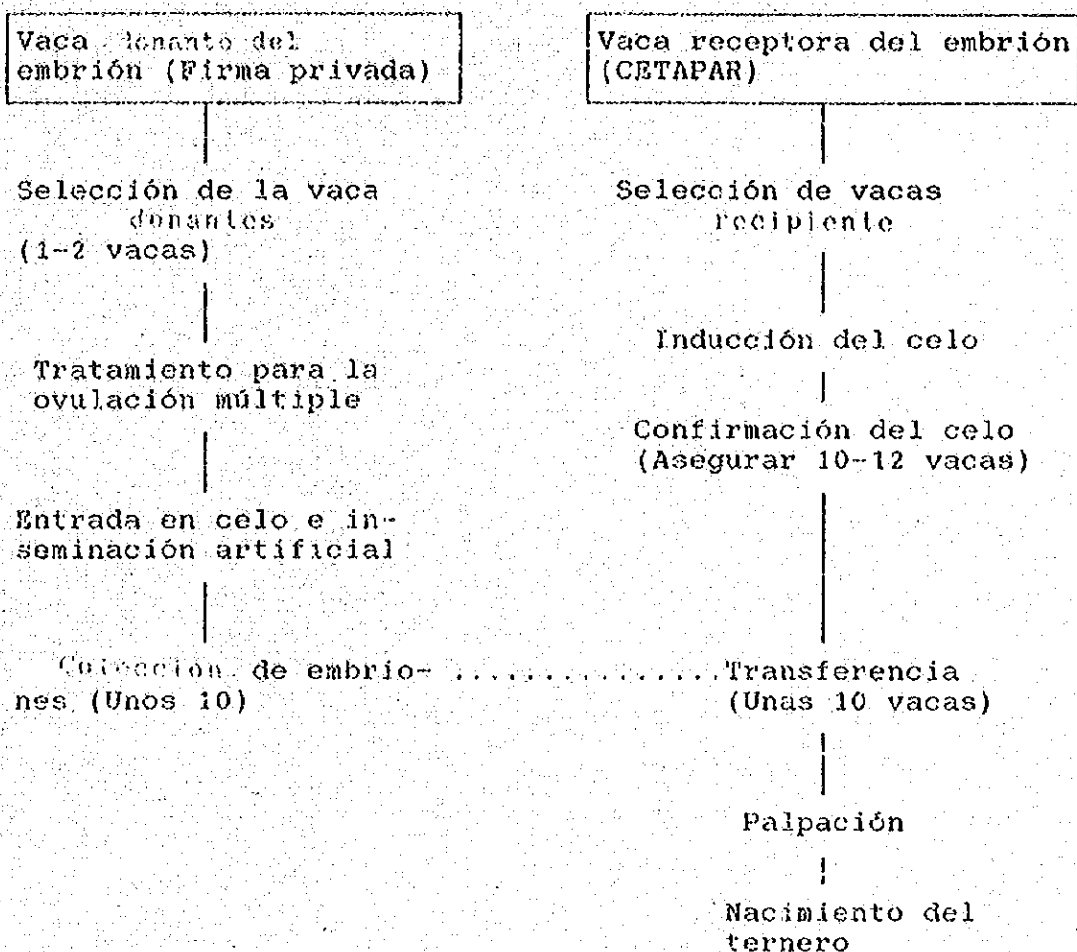 Vaca donante del
embrión (Firma privada)
Selección de la vaca
donantes
(1-2 vacas)
Tratamiento para la
ovulación múltiple
Entrada en celo e in-
seminación artificial
Colección de embrio- ...............
nes (Unos 10)
Vaca receptora del embrión
(CETAPAR)
Selección de vacas
recipiente
Inducción del celo
Confirmación del celo
(Asegurar 10-12 vacas)
Transferencia
(Unas 10 vacas)
Palpación
Nacimiento del
ternero